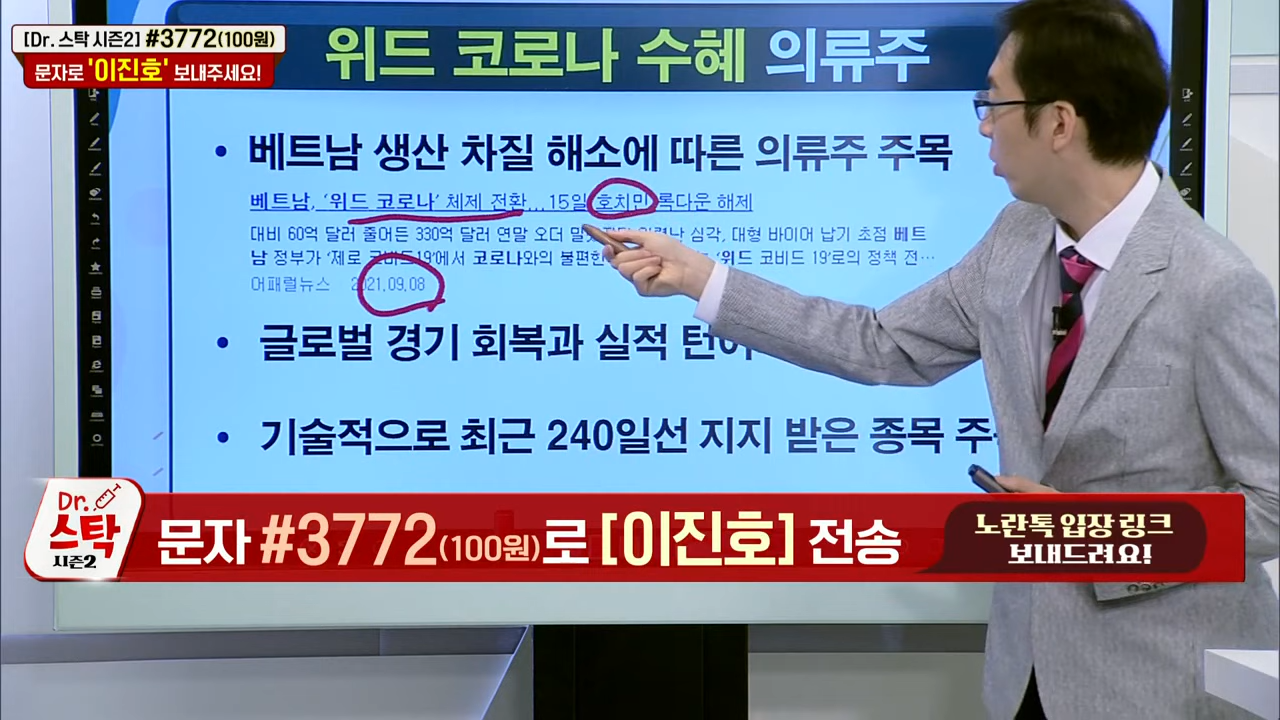 [Dr. 스탁 시즌2] #3772(100원)
문자로 '이진호' 보내주세요!
위드 코로나 수혜 의류주
• 베트남 생산 차질 해소에 따른 의류주 주목
베트남, '위드 코로나' 체제 전환...15일 호치민 록다운 해제
대비 60억 달러 줄어든 330억 달러 연말 오더 심각, 대형 바이어 납기 초점 베트
남 정부가 '제로 코비드19'에서 코로나와의 불편한 '위드 코비드 19'로의 정책 전…
어패럴뉴스 2021.09.08
• 글로벌 경기 회복과 실적
• 기술적으로 최근 240일선 지지 받은 종목
Dr.
스탁
시즌2
문자 #3772(100원)로 [이진호] 전송
노란톡 입장 링크
보내드려요!